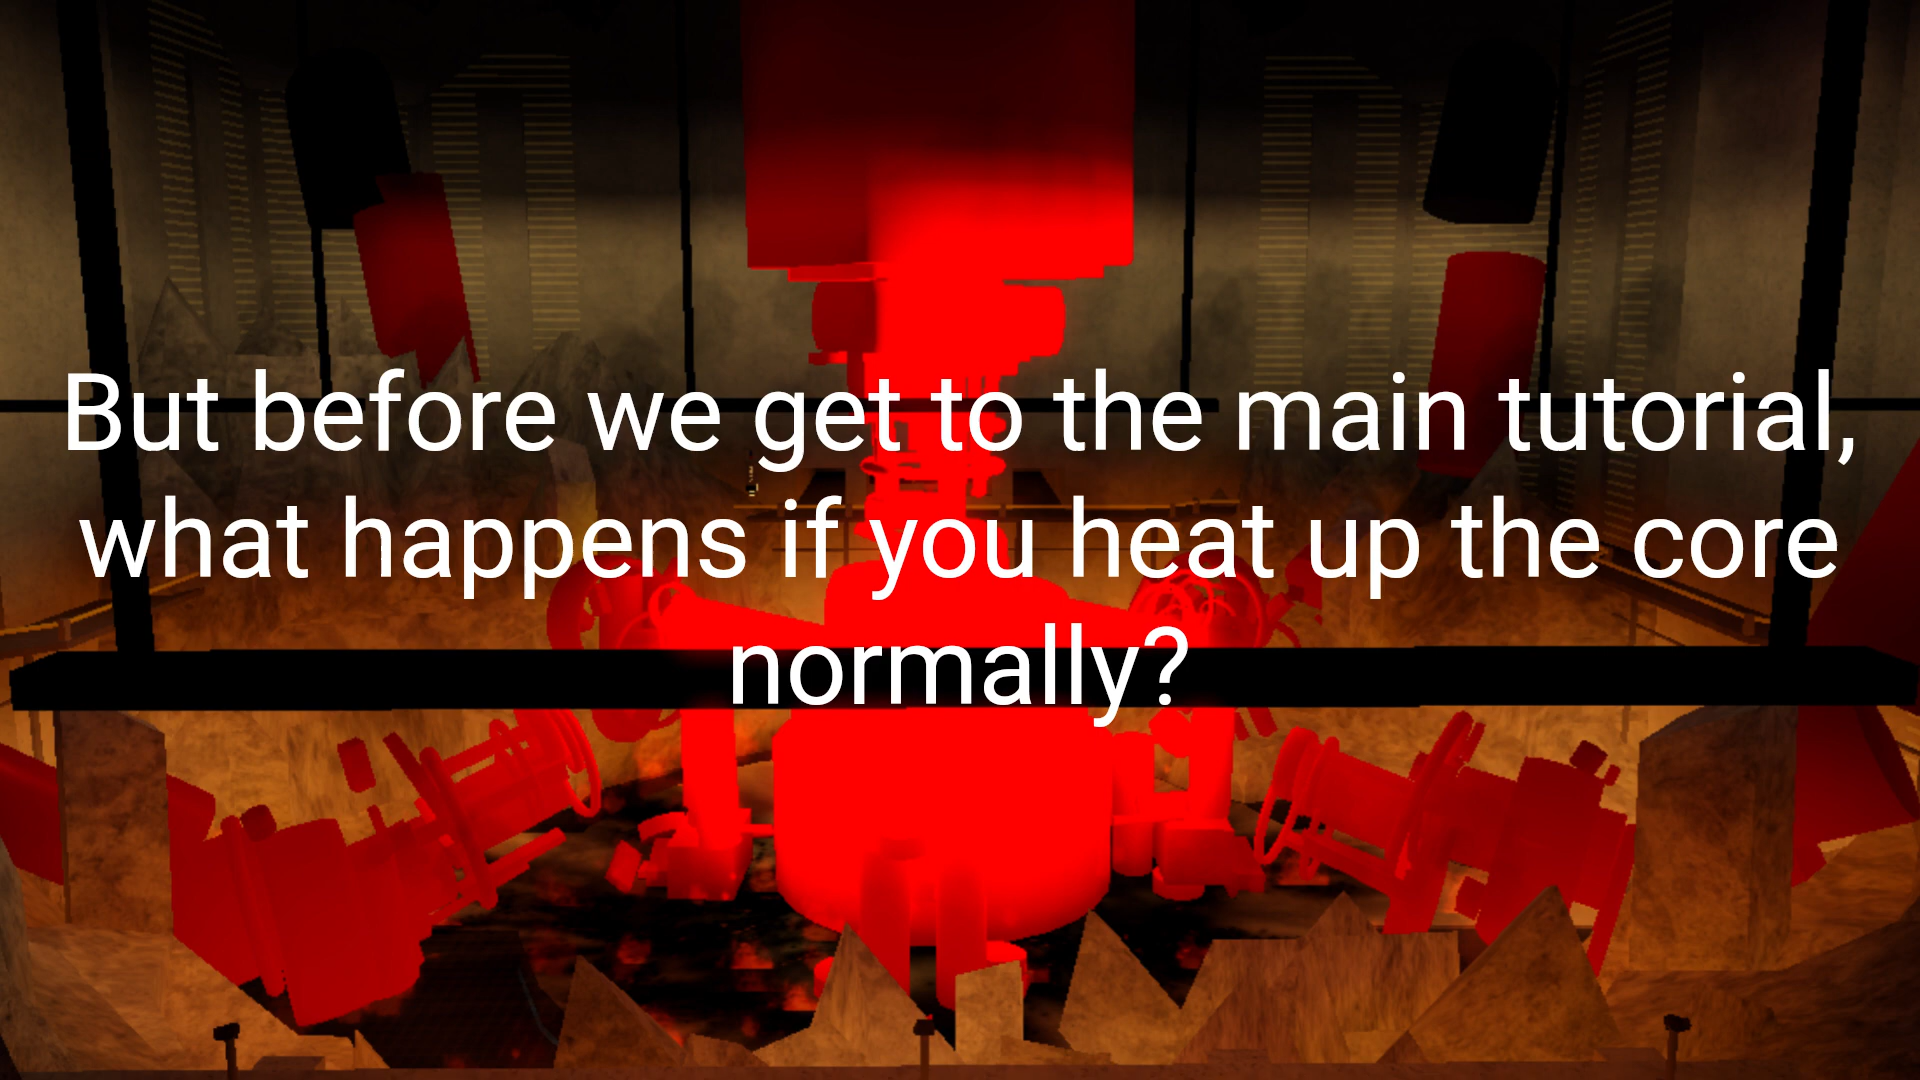 But before we get to the main tutorial,
what happens if you heat up the core
normally?